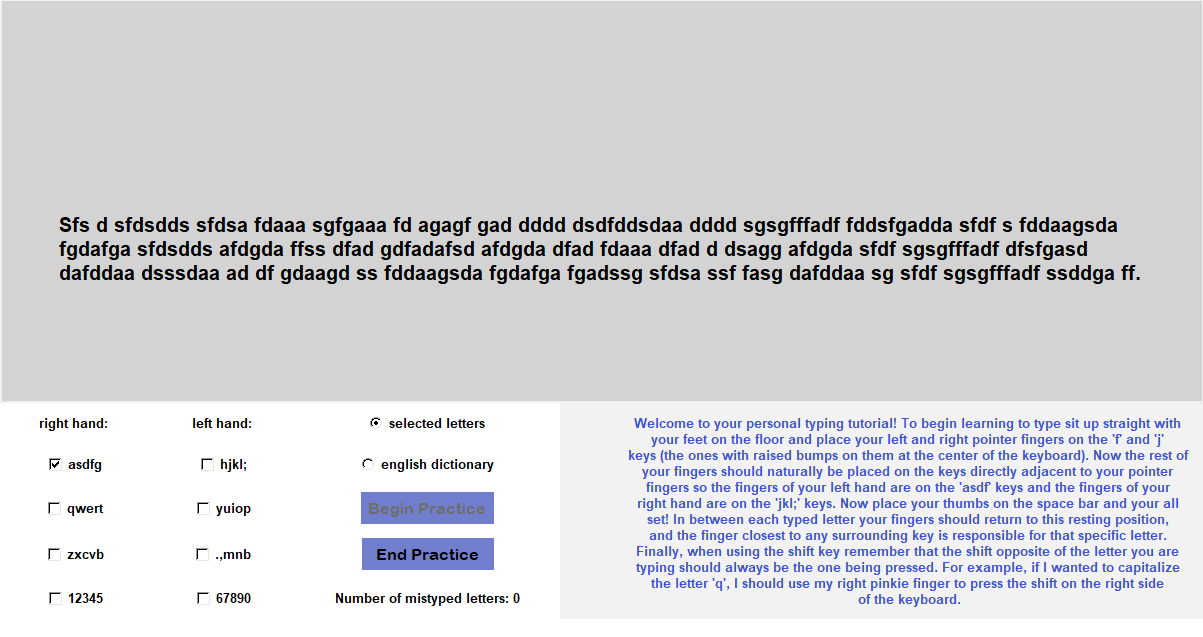 Sfs d sfdsdds sfdsa fdaaa sgfgaaa fd agagf gad dddd dsdfddsdaa dddd sgsgfffadf fddsfgadda sfdf s fddaagsda
fgdafga sfdsdds afdgda ffss dfad gdfadafsd afdgda dfad fdaaa dfad d dsagg afdgda sfdf sgsgfffadf dfsfgasd
dafddaa dsssdaa ad df gdaagd ss fddaagsda fgdafga fgadssg sfdsa ssf fasg dafddaa sg sfdf sgsgfffadf ssddga ff.
right hand:
asdfg
qwert
zxcvb
12345
left hand:
hjkl;
yuiop
.,mnb
67890
selected letters
english dictionary
Begin Practice
End Practice
Number of mistyped letters: 0
Welcome to your personal typing tutorial! To begin learning to type sit up straight with
your feet on the floor and place your left and right pointer fingers on the 'f' and 'j'
keys (the ones with raised bumps on them at the center of the keyboard). Now the rest of
your fingers should naturally be placed on the keys directly adjacent to your pointer
fingers so the fingers of your left hand are on the 'asdf' keys and the fingers of your
right hand are on the 'jkl;' keys. Now place your thumbs on the space bar and your all
set! In between each typed letter your fingers should return to this resting position,
and the finger closest to any surrounding key is responsible for that specific letter.
Finally, when using the shift key remember that the shift opposite of the letter you are
typing should always be the one being pressed. For example, if I wanted to capitalize
the letter 'q', I should use my right pinkie finger to press the shift on the right side
of the keyboard.